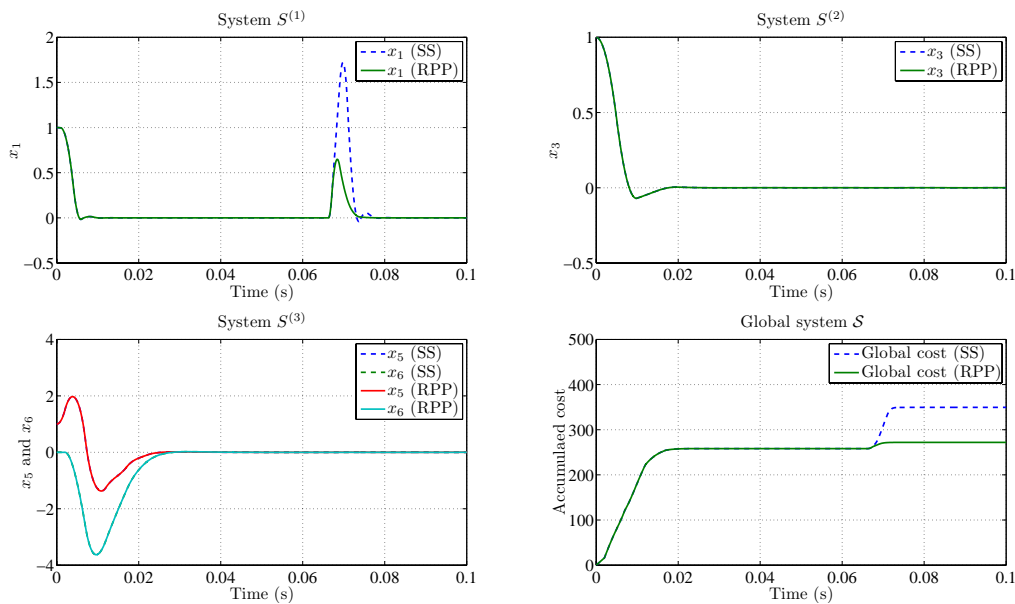 System S⁽¹⁾
2
1.5
1
0.5
0
−0.5
x₁
x₁ (SS)
x₁ (RPP)
0
0.02
0.04
0.06
0.08
0.1
Time (s)
System S⁽²⁾
1
0.5
0
−0.5
x₃
x₃ (SS)
x₃ (RPP)
0
0.02
0.04
0.06
0.08
0.1
Time (s)
System S⁽³⁾
4
2
0
−2
−4
x₅ and x₆
x₅ (SS)
x₆ (SS)
x₅ (RPP)
x₆ (RPP)
0
0.02
0.04
0.06
0.08
0.1
Time (s)
Global system 𝒮
500
400
300
200
100
0
Accumulaed cost
Global cost (SS)
Global cost (RPP)
0
0.02
0.04
0.06
0.08
0.1
Time (s)